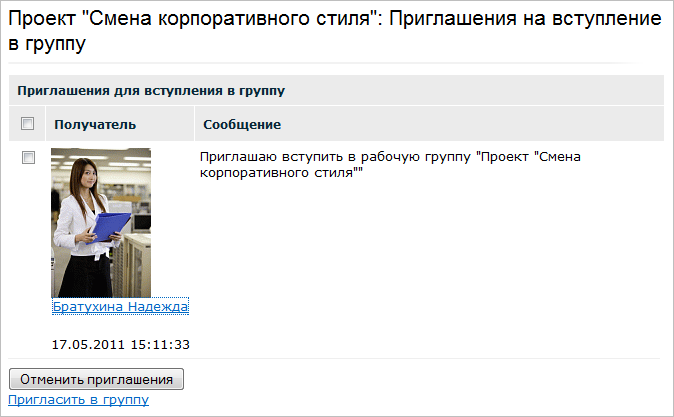 Проект "Смена корпоративного стиля": Приглашения на вступление
в группу
Приглашения для вступления в группу
Получатель Сообщение
Приглашаю вступить в рабочую группу "Проект "Смена
корпоративного стиля""
Братухина Надежда
17.05.2011 15:11:33
Отменить приглашения
Пригласить в группу